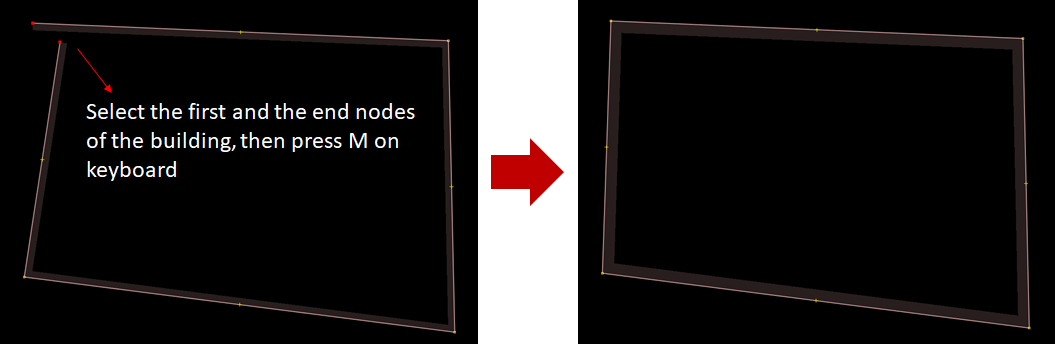 Select the first and the end nodes
of the building, then press M on
keyboard